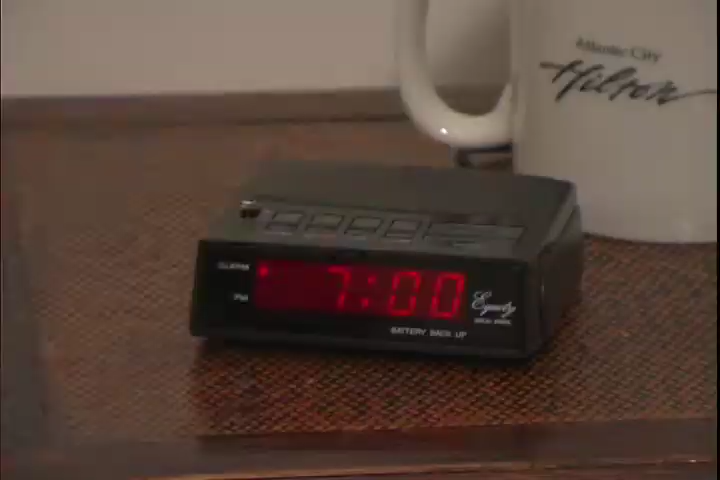 Atlantic City
Hilton
ALARM
PM
7:00
Equity
BATTERY BACK UP